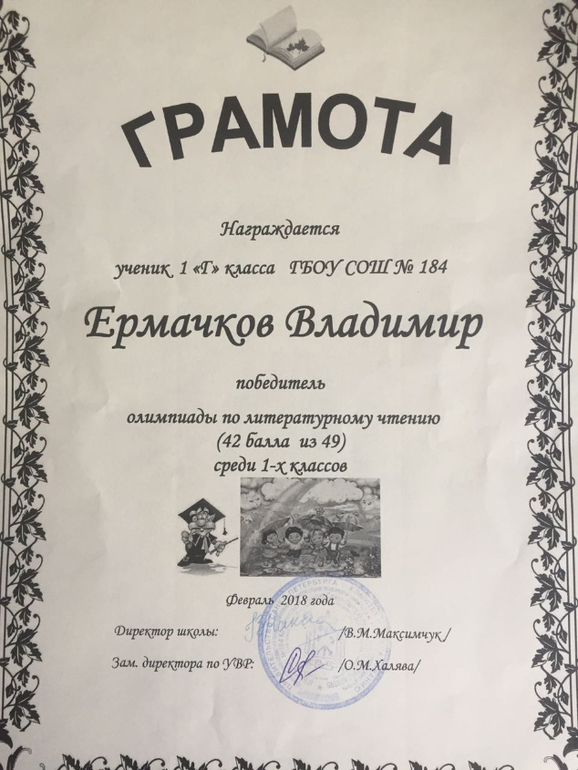 ГРАМОТА
Награждается
ученик 1 «Г» класса ГБОУ СОШ № 184
Ермачков Владимир
победитель
олимпиады по литературному чтению
(42 балла из 49)
среди 1-х классов
Февраль 2018 года
Директор школы: /В.М.Максимчук /
Зам. директора по УВР: /О.М.Халява/